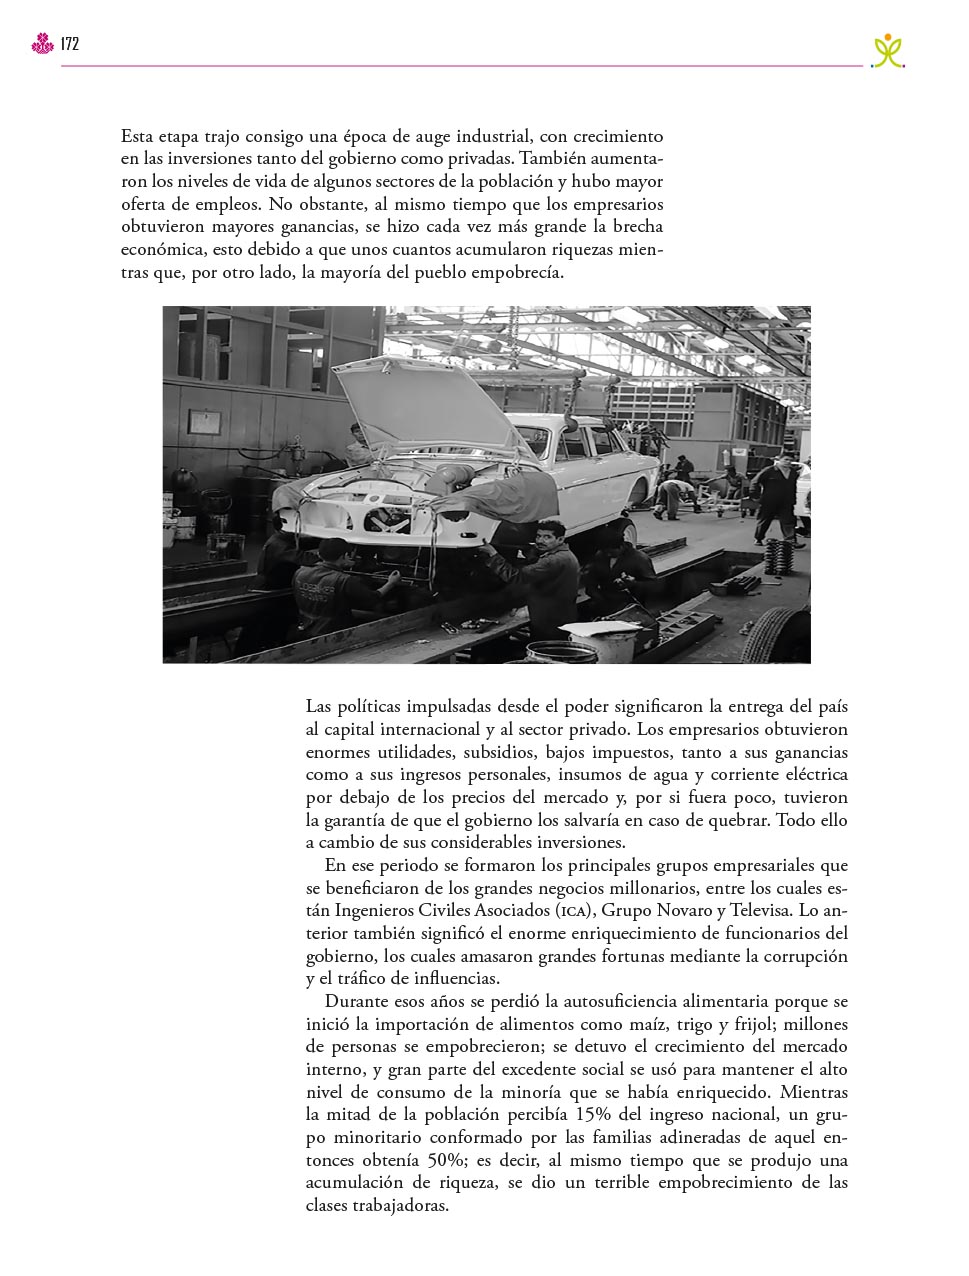 172
Esta etapa trajo consigo una época de auge industrial, con crecimiento
en las inversiones tanto del gobierno como privadas. También aumenta-
ron los niveles de vida de algunos sectores de la población y hubo mayor
oferta de empleos. No obstante, al mismo tiempo que los empresarios
obtuvieron mayores ganancias, se hizo cada vez más grande la brecha
económica, esto debido a que unos cuantos acumularon riquezas mien-
tras que, por otro lado, la mayoría del pueblo empobrecía.
Las políticas impulsadas desde el poder significaron la entrega del país
al capital internacional y al sector privado. Los empresarios obtuvieron
enormes utilidades, subsidios, bajos impuestos, tanto a sus ganancias
como a sus ingresos personales, insumos de agua y corriente eléctrica
por debajo de los precios del mercado y, por si fuera poco, tuvieron
la garantía de que el gobierno los salvaría en caso de quebrar. Todo ello
a cambio de sus considerables inversiones.
En ese periodo se formaron los principales grupos empresariales que
se beneficiaron de los grandes negocios millonarios, entre los cuales es-
tán Ingenieros Civiles Asociados (ICA), Grupo Novaro y Televisa. Lo an-
terior también significó el enorme enriquecimiento de funcionarios del
gobierno, los cuales amasaron grandes fortunas mediante la corrupción
y el tráfico de influencias.
Durante esos años se perdió la autosuficiencia alimentaria porque se
inició la importación de alimentos como maíz, trigo y frijol; millones
de personas se empobrecieron; se detuvo el crecimiento del mercado
interno, y gran parte del excedente social se usó para mantener el alto
nivel de consumo de la minoría que se había enriquecido. Mientras
la mitad de la población percibía 15% del ingreso nacional, un gru-
po minoritario conformado por las familias adineradas de aquel en-
tonces obtenía 50%; es decir, al mismo tiempo que se produjo una
acumulación de riqueza, se dio un terrible empobrecimiento de las
clases trabajadoras.